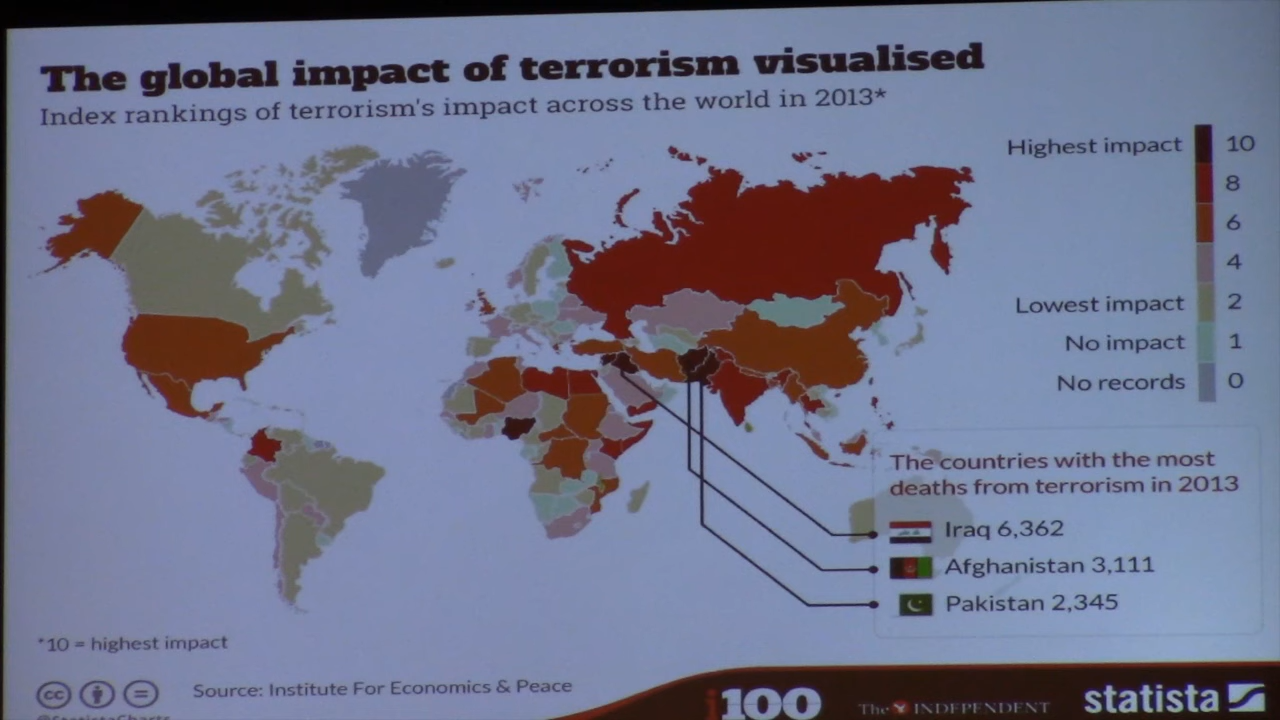 The global impact of terrorism visualised
Index rankings of terrorism's impact across the world in 2013*
Highest impact 10
8
6
4
Lowest impact 2
No impact 1
No records 0
The countries with the most
deaths from terrorism in 2013
Iraq 6,362
Afghanistan 3,111
Pakistan 2,345
*10 = highest impact
cc
Source: Institute For Economics & Peace
@StatistaCharts
i100
The INDEPENDENT
statista